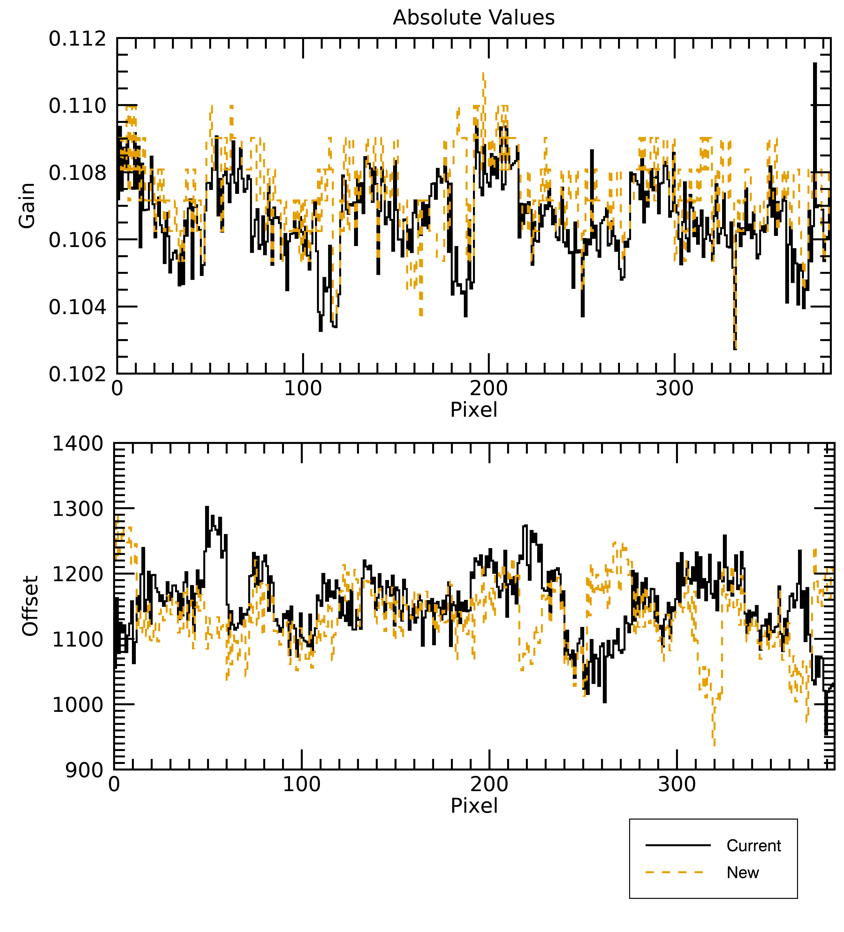 Absolute Values
0.112
0.110
0.108
0.106
0.104
0.102
Gain
0 100 200 300
Pixel
1400
1300
1200
1100
1000
900
Offset
0 100 200 300
Pixel
Current
New